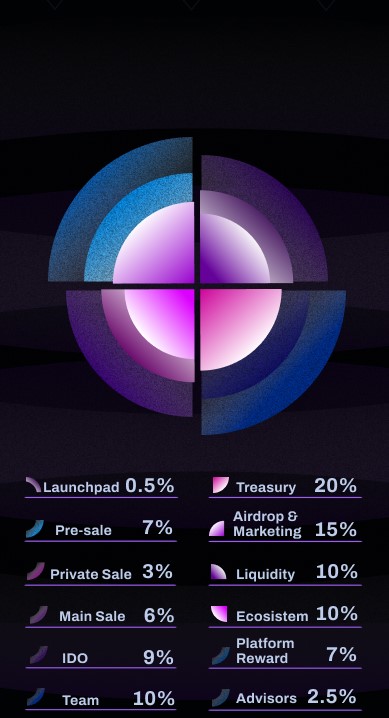 Launchpad 0.5%
Treasury 20%
Pre-sale 7%
Airdrop &
Marketing 15%
Private Sale 3%
Liquidity 10%
Main Sale 6%
Ecosistem 10%
IDO 9%
Platform
Reward 7%
Team 10%
Advisors 2.5%